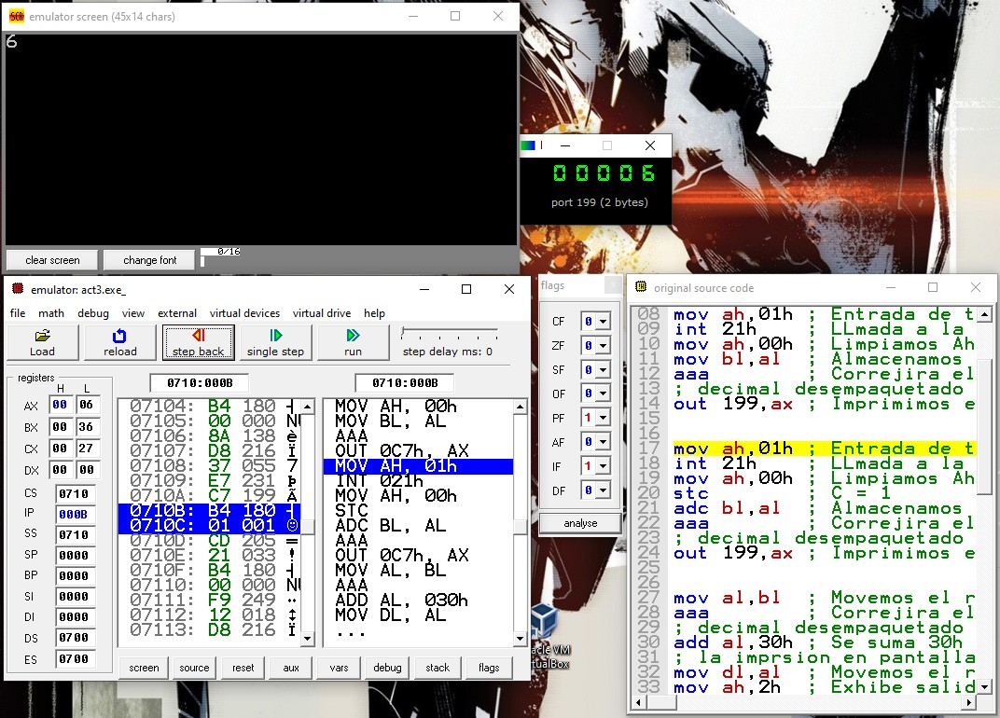 emulator screen (45x14 chars)
6
clear screen
change font
0/16
00006
port 199 (2 bytes)
emulator: act3.exe_
file math debug view external virtual devices virtual drive help
Load
reload
step back
single step
run
step delay ms: 0
registers
H L
AX 00 06
BX 00 36
CX 00 27
DX 00 00
CS 0710
IP 000B
SS 0710
SP 0000
BP 0000
SI 0000
DI 0000
DS 0700
ES 0700
0710:000B
07104: B4 180 ┤
07105: 00 000 NU
07106: 8A 138 è
07107: D8 216 Ï
07108: 37 055 7
07109: E7 231 Þ
0710A: C7 199 Ã
0710B: B4 180 ┤
0710C: 01 001 ☺
0710D: CD 205 =
0710E: 21 033 !
0710F: B4 180 ┤
07110: 00 000 NU
07111: F9 249 ¨
07112: 12 018 ↕
07113: D8 216 Ï
0710:000B
MOV AH, 00h
MOV BL, AL
AAA
OUT 0C7h, AX
MOV AH, 01h
INT 021h
MOV AH, 00h
STC
ADC BL, AL
AAA
OUT 0C7h, AX
MOV AL, BL
AAA
ADD AL, 030h
MOV DL, AL
...
screen
source
reset
aux
vars
debug
stack
flags
flags
CF 0
ZF 0
SF 0
OF 0
PF 1
AF 0
IF 1
DF 0
analyse
original source code
08 mov ah,01h ; Entrada de t
09 int 21h ; LLmada a la
10 mov ah,00h ; Limpiamos Ah
11 mov bl,al ; Almacenamos
12 aaa ; Correjira el
13 ; decimal desempaquetado
14 out 199,ax ; Imprimimos e
15
16
17 mov ah,01h ; Entrada de t
18 int 21h ; LLmada a la
19 mov ah,00h ; Limpiamos Ah
20 stc ; C = 1
21 adc bl,al ; Almacenamos
22 aaa ; Correjira el
23 ; decimal desempaquetado
24 out 199,ax ; Imprimimos e
25
26
27 mov al,bl ; Movemos el r
28 aaa ; Correjira el
29 ; decimal desempaquetado
30 add al,30h ; Se suma 30h
31 ; la imprsion en pantalla
32 mov dl,al ; Movemos el r
33 mov ah,2h ; Exhibe salid
acle VM
tualBox